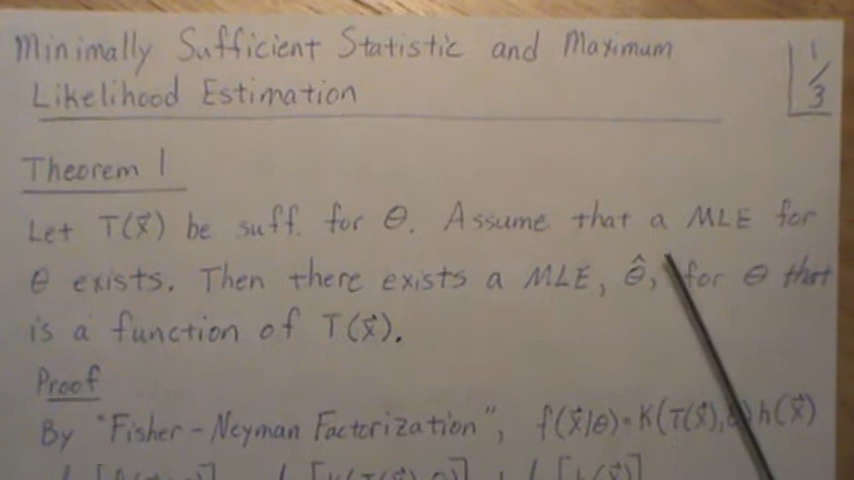 Minimally Sufficient Statistic and Maximum
Likelihood Estimation
1/3
Theorem 1
Let T(x⃗) be suff. for θ. Assume that a MLE for
θ exists. Then there exists a MLE, θ̂, for θ that
is a function of T(x⃗).
Proof
By "Fisher-Neyman Factorization", f(x⃗|θ)=K(T(x⃗),θ)h(x⃗)